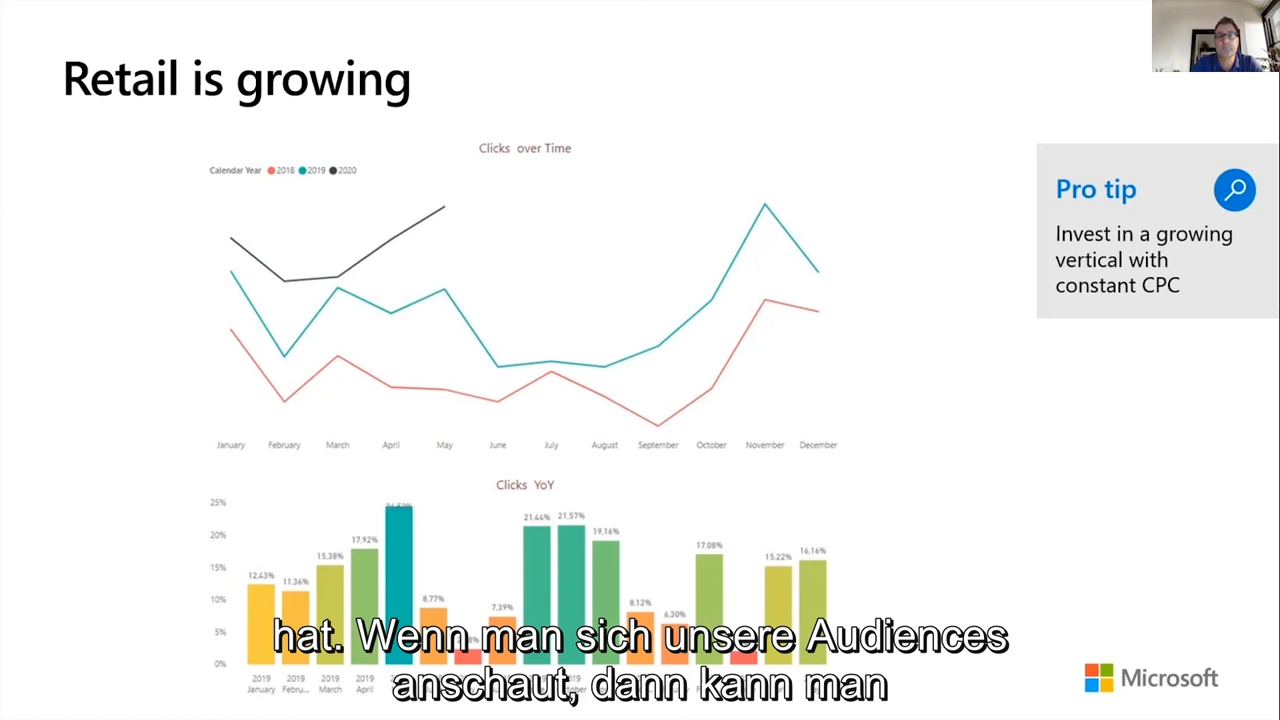 Retail is growing
Clicks over Time
Calendar Year 2018 2019 2020
Pro tip
Invest in a growing
vertical with
constant CPC
January February March April May June July August September October November December
Clicks YoY
25%
20%
15%
10%
5%
0%
12,43% 11,36% 15,38% 17,92% 8,77% 7,39% 21,44% 21,57% 19,16% 8,12% 6,30% 17,08% 15,22% 16,16%
2019 2019 2019 2019
January Febru... March April
hat. Wenn man sich unsere Audiences
anschaut, dann kann man
Microsoft